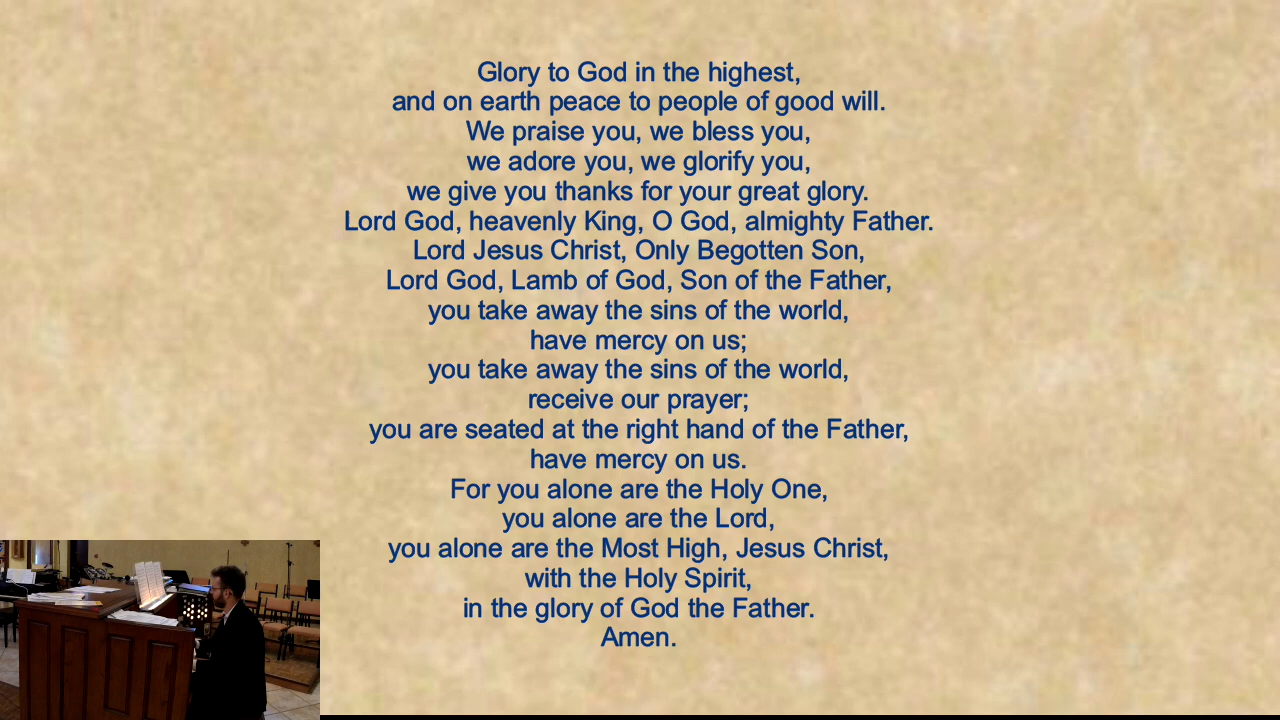 Glory to God in the highest,
and on earth peace to people of good will.
We praise you, we bless you,
we adore you, we glorify you,
we give you thanks for your great glory.
Lord God, heavenly King, O God, almighty Father.
Lord Jesus Christ, Only Begotten Son,
Lord God, Lamb of God, Son of the Father,
you take away the sins of the world,
have mercy on us;
you take away the sins of the world,
receive our prayer;
you are seated at the right hand of the Father,
have mercy on us.
For you alone are the Holy One,
you alone are the Lord,
you alone are the Most High, Jesus Christ,
with the Holy Spirit,
in the glory of God the Father.
Amen.